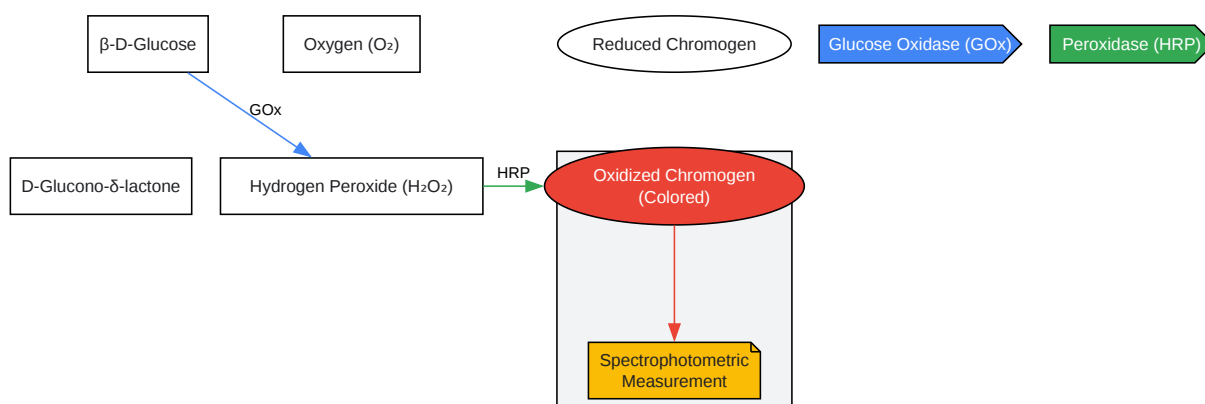 β-D-Glucose
Oxygen (O₂)
Reduced Chromogen
Glucose Oxidase (GOx)
Peroxidase (HRP)
GOx
D-Glucono-δ-lactone
Hydrogen Peroxide (H₂O₂)
HRP
Oxidized Chromogen
(Colored)
Spectrophotometric
Measurement